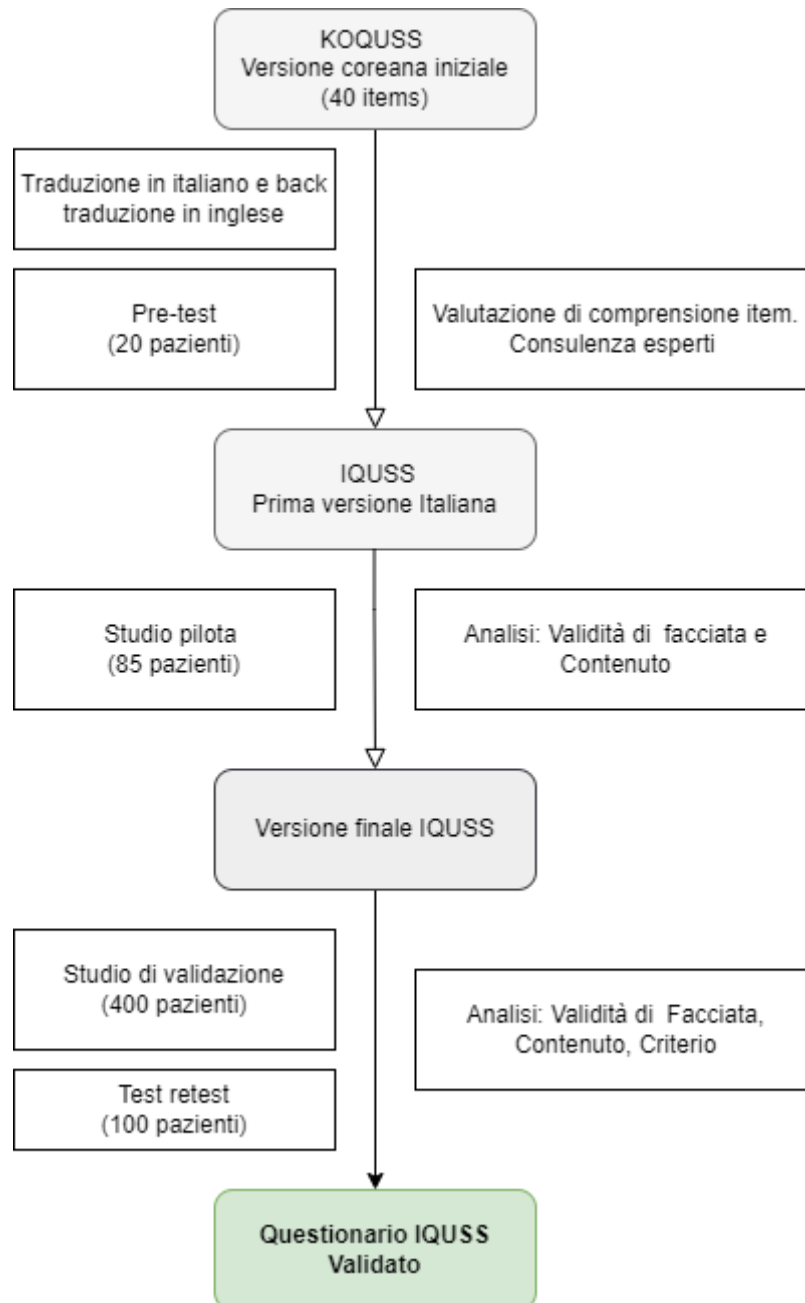 KOQUSS
Versione coreana iniziale
(40 items)
Traduzione in italiano e back
traduzione in inglese
Pre-test
(20 pazienti)
Valutazione di comprensione item.
Consulenza esperti
IQUSS
Prima versione Italiana
Studio pilota
(85 pazienti)
Analisi: Validità di facciata e
Contenuto
Versione finale IQUSS
Studio di validazione
(400 pazienti)
Analisi: Validità di Facciata,
Contenuto, Criterio
Test retest
(100 pazienti)
Questionario IQUSS
Validato